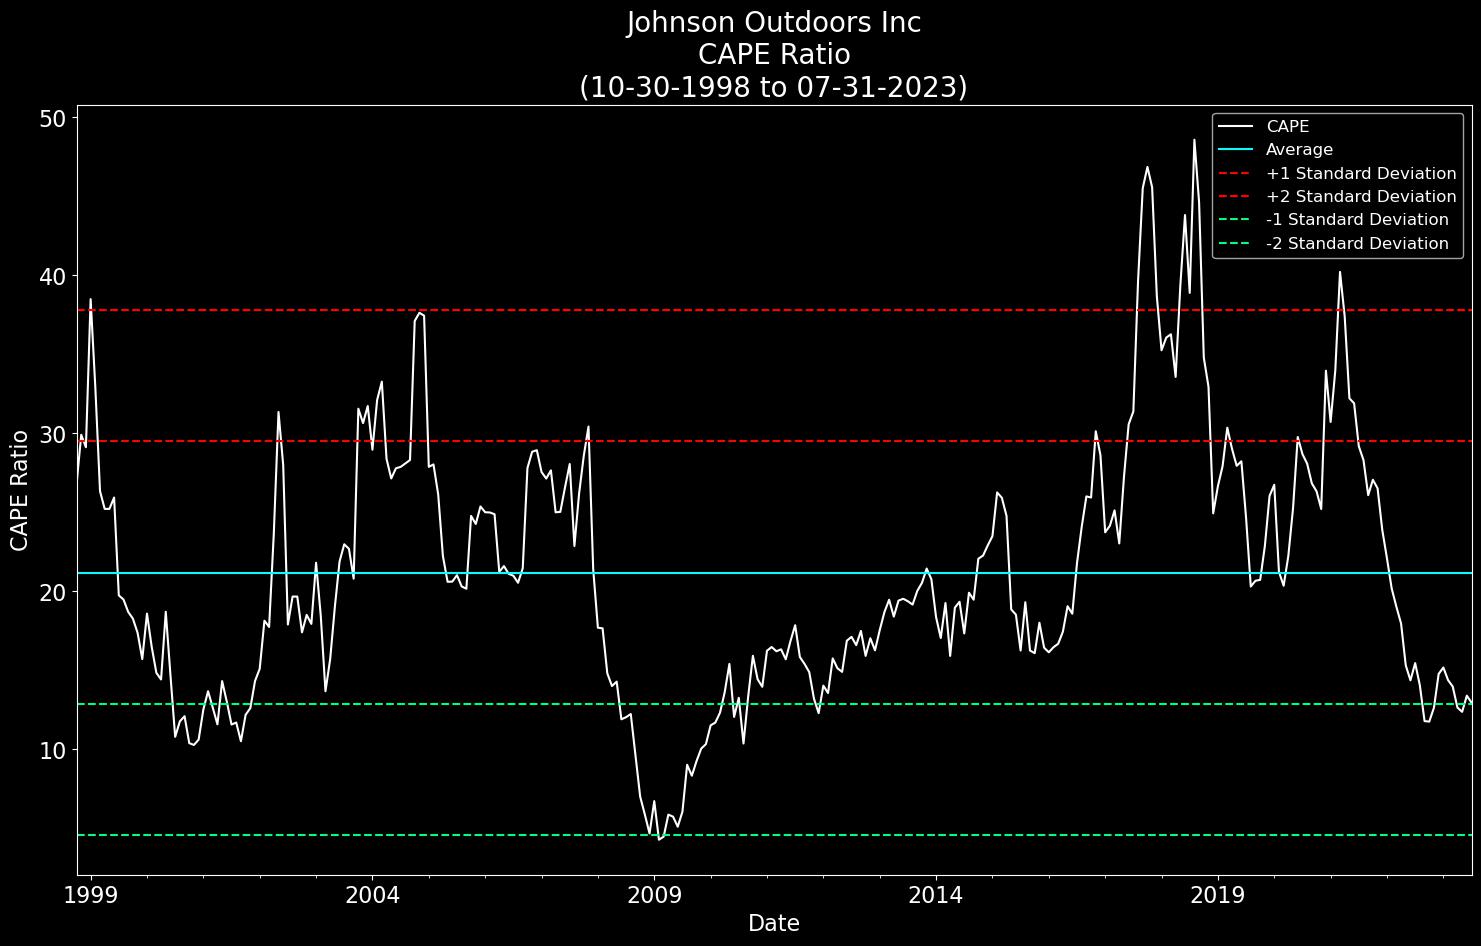 Johnson Outdoors Inc
CAPE Ratio
(10-30-1998 to 07-31-2023)
50
40
30
20
10
CAPE Ratio
CAPE
Average
+1 Standard Deviation
+2 Standard Deviation
-1 Standard Deviation
-2 Standard Deviation
1999 2004 2009 2014 2019
Date